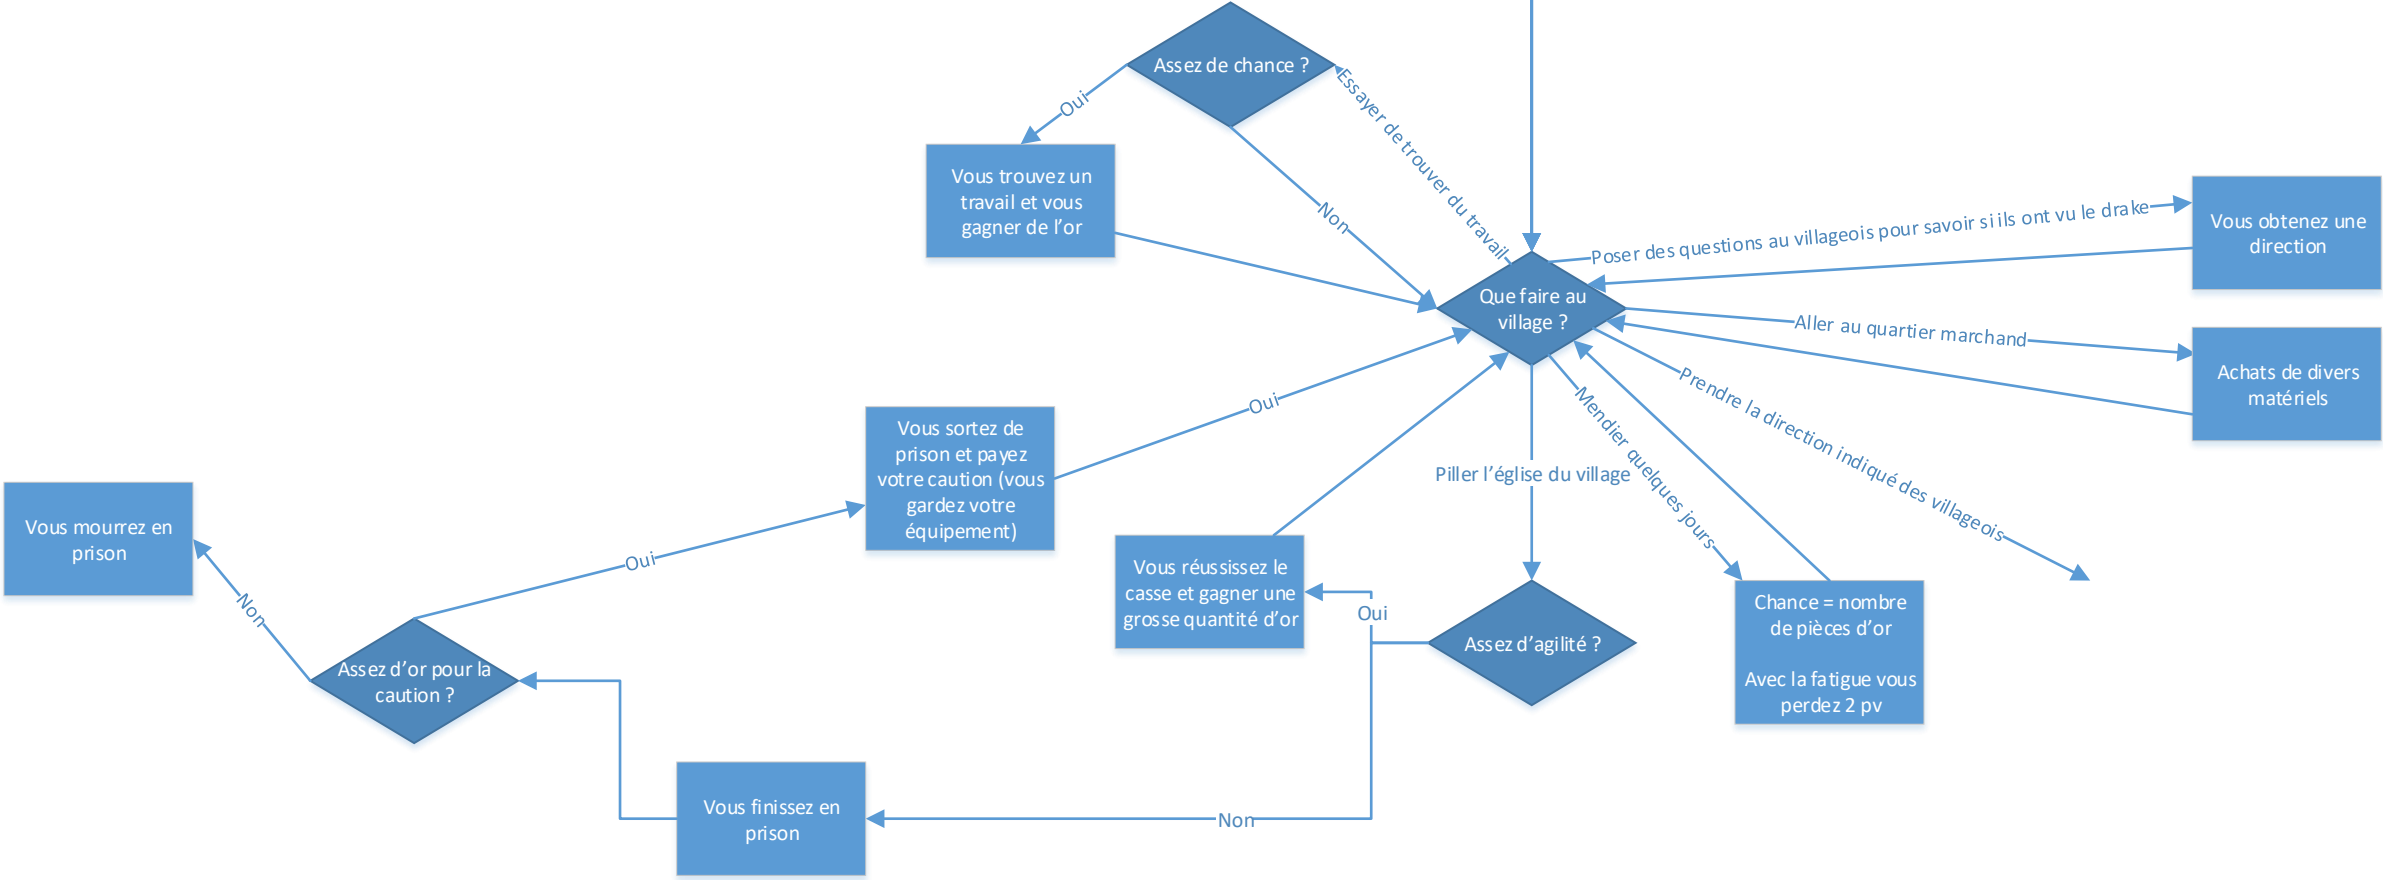 Assez de chance ?
Essayer de trouver du travail
Oui
Non
Vous trouvez un
travail et vous
gagner de l’or
Poser des questions au villageois pour savoir si ils ont vu le drake
Vous obtenez une
direction
Que faire au
village ?
Aller au quartier marchand
Achats de divers
matériels
Prendre la direction indiqué des villageois
Mendier quelques jours
Oui
Vous sortez de
prison et payez
votre caution (vous
gardez votre
équipement)
Piller l’église du village
Vous mourrez en
prison
Oui
Non
Vous réussissez le
casse et gagner une
grosse quantité d’or
Oui
Assez d’agilité ?
Chance = nombre
de pièces d’or
Avec la fatigue vous
perdez 2 pv
Assez d’or pour la
caution ?
Vous finissez en
prison
Non